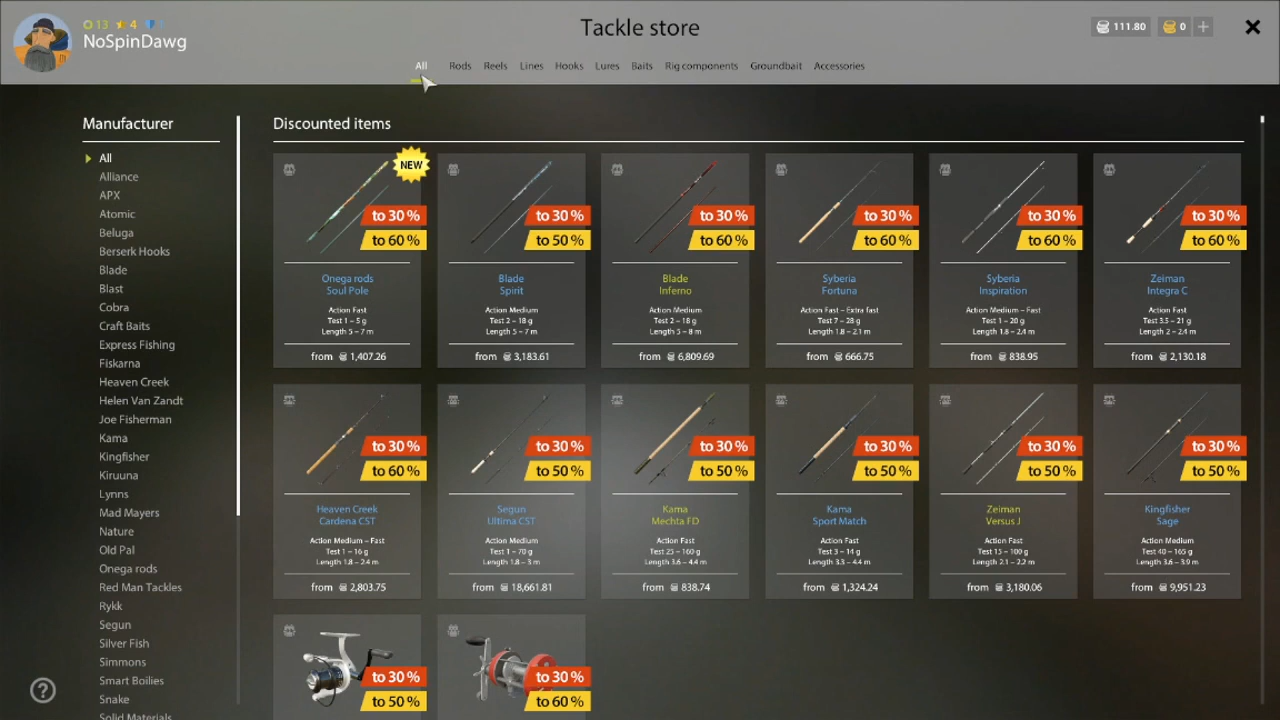 13 4
NoSpinDawg
Tackle store
111.80
0
All Rods Reels Lines Hooks Lures Baits Rig components Groundbait Accessories
Manufacturer
All
Alliance
APX
Atomic
Beluga
Berserk Hooks
Blade
Blast
Cobra
Craft Baits
Express Fishing
Fiskarna
Heaven Creek
Helen Van Zandt
Joe Fisherman
Kama
Kingfisher
Kiruuna
Lynns
Mad Mayers
Nature
Old Pal
Onega rods
Red Man Tackles
Rykk
Segun
Silver Fish
Simmons
Smart Boilies
Snake
Solid Materials
Discounted items
NEW
to 30 %
to 60 %
Onega rods
Soul Pole
Action Fast
Test 1 – 5 g
Length 5 – 7 m
from 1,407.26
to 30 %
to 50 %
Blade
Spirit
Action Medium
Test 2 – 18 g
Length 5 – 7 m
from 3,183.61
to 30 %
to 60 %
Blade
Inferno
Action Medium
Test 2 – 18 g
Length 5 – 8 m
from 6,809.69
to 30 %
to 60 %
Syberia
Fortuna
Action Fast – Extra fast
Test 7 – 28 g
Length 1.8 – 2.1 m
from 666.75
to 30 %
to 60 %
Syberia
Inspiration
Action Medium – Fast
Test 1 – 20 g
Length 1.8 – 2.4 m
from 838.95
to 30 %
to 60 %
Zeiman
Integra C
Action Fast
Test 3.5 – 21 g
Length 2 – 2.4 m
from 2,130.18
to 30 %
to 60 %
Heaven Creek
Cardena CST
Action Medium – Fast
Test 1 – 16 g
Length 1.8 – 2.4 m
from 2,803.75
to 30 %
to 50 %
Segun
Ultima CST
Action Medium
Test 1 – 70 g
Length 1.8 – 3 m
from 18,661.81
to 30 %
to 50 %
Kama
Mechta FD
Action Fast
Test 25 – 160 g
Length 3.6 – 4.4 m
from 838.74
to 30 %
to 50 %
Kama
Sport Match
Action Fast
Test 3 – 14 g
Length 3.3 – 4.4 m
from 1,324.24
to 30 %
to 50 %
Zeiman
Versus J
Action Fast
Test 15 – 100 g
Length 2.1 – 2.2 m
from 3,180.06
to 30 %
to 50 %
Kingfisher
Sage
Action Medium
Test 40 – 165 g
Length 3.6 – 3.9 m
from 9,951.23
to 30 %
to 50 %
to 30 %
to 60 %